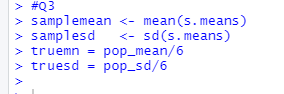 > #Q3
> samplemean <- mean(s.means)
> samplesd   <- sd(s.means)
> truemn = pop_mean/6
> truesd = pop_sd/6
>